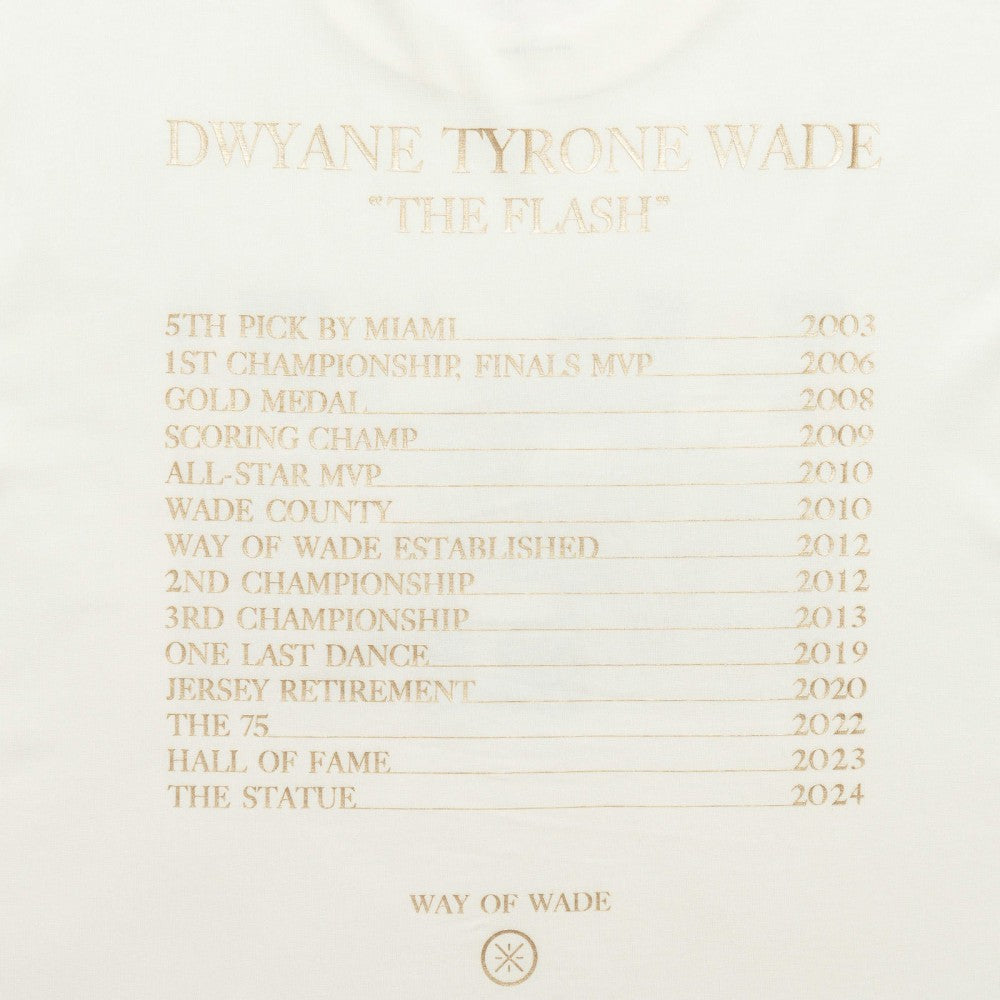 DWYANE TYRONE WADE
"THE FLASH"
5TH PICK BY MIAMI 2003
1ST CHAMPIONSHIP, FINALS MVP 2006
GOLD MEDAL 2008
SCORING CHAMP 2009
ALL-STAR MVP 2010
WADE COUNTY 2010
WAY OF WADE ESTABLISHED 2012
2ND CHAMPIONSHIP 2012
3RD CHAMPIONSHIP 2013
ONE LAST DANCE 2019
JERSEY RETIREMENT 2020
THE 75 2022
HALL OF FAME 2023
THE STATUE 2024
WAY OF WADE